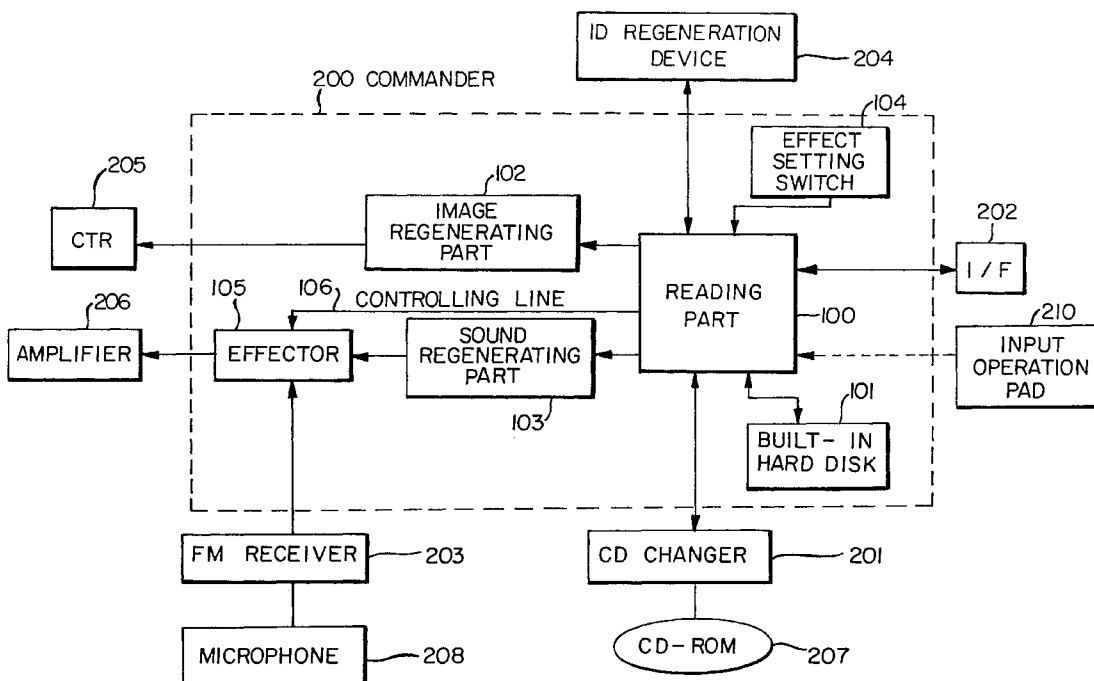 ID REGENERATION
DEVICE
204
200 COMMANDER
104
EFFECT
SETTING
SWITCH
205
CTR
102
IMAGE
REGENERATING
PART
202
I/F
206
AMPLIFIER
105
EFFECTOR
106
CONTROLLING LINE
SOUND
REGENERATING
PART
103
READING
PART
100
210
INPUT
OPERATION
PAD
101
BUILT-IN
HARD DISK
FM RECEIVER
203
CD CHANGER
201
MICROPHONE
208
CD-ROM
207